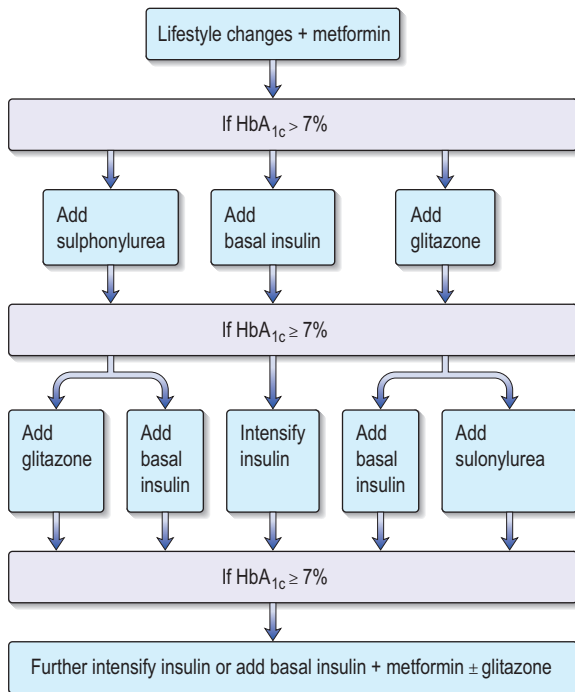 Lifestyle changes + metformin
If HbA1c > 7%
Add
sulphonylurea
Add
basal insulin
Add
glitazone
If HbA1c ≥ 7%
Add
glitazone
Add
basal
insulin
Intensify
insulin
Add
basal
insulin
Add
sulonylurea
If HbA1c ≥ 7%
Further intensify insulin or add basal insulin + metformin ± glitazone